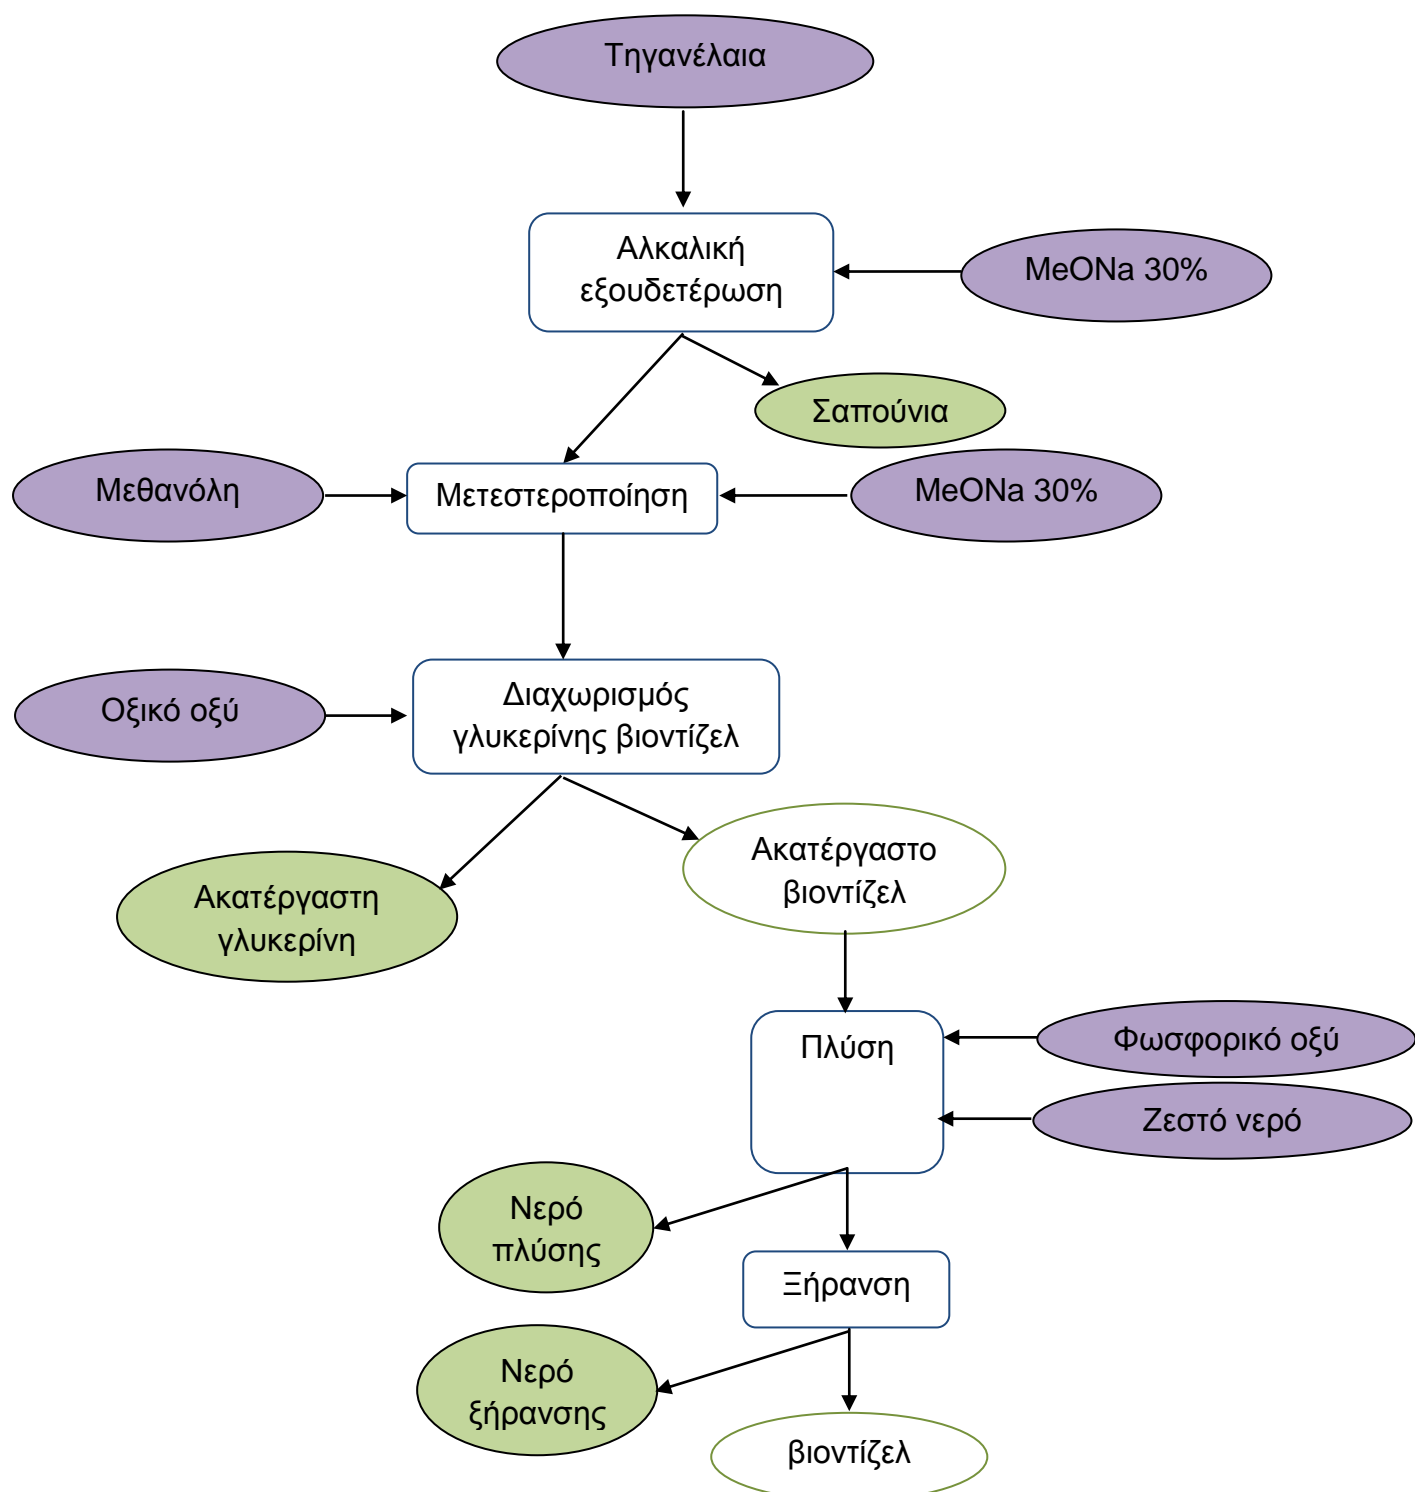 Τηγανέλαια
Αλκαλική
εξουδετέρωση
MeONa 30%
Σαπούνια
Μεθανόλη
Μετεστεροποίηση
MeONa 30%
Οξικό οξύ
Διαχωρισμός
γλυκερίνης βιοντίζελ
Ακατέργαστη
γλυκερίνη
Ακατέργαστο
βιοντίζελ
Πλύση
Φωσφορικό οξύ
Ζεστό νερό
Νερό
πλύσης
Ξήρανση
Νερό
ξήρανσης
βιοντίζελ